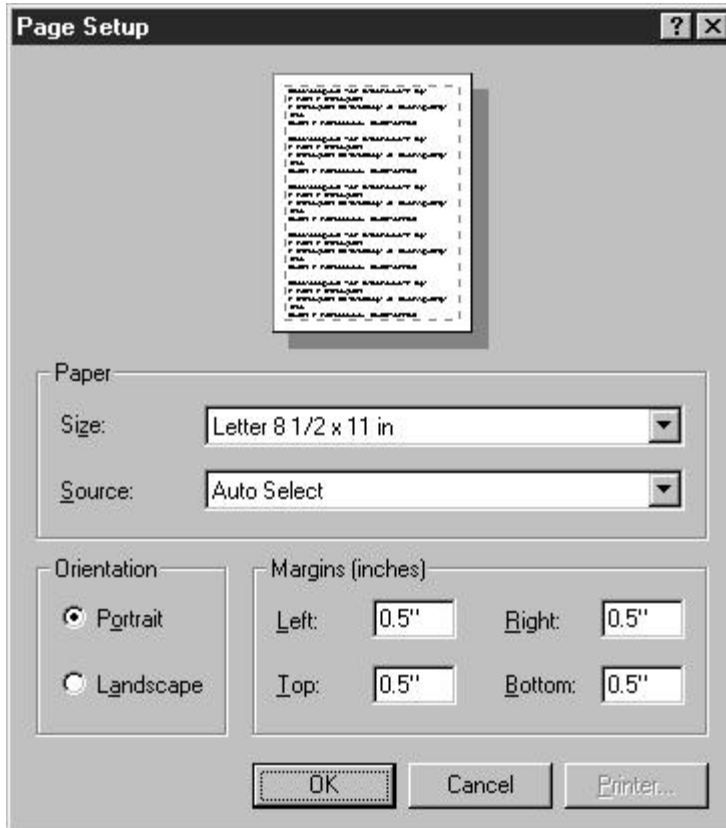 Page Setup
Paper
Size: Letter 8 1/2 x 11 in
Source: Auto Select
Orientation
Portrait
Landscape
Margins (inches)
Left: 0.5" Right: 0.5"
Top: 0.5" Bottom: 0.5"
OK Cancel Printer...